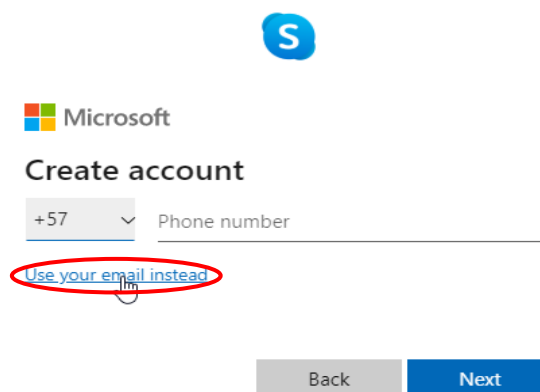 S
Microsoft
Create account
+57 Phone number
Use your email instead
Back Next